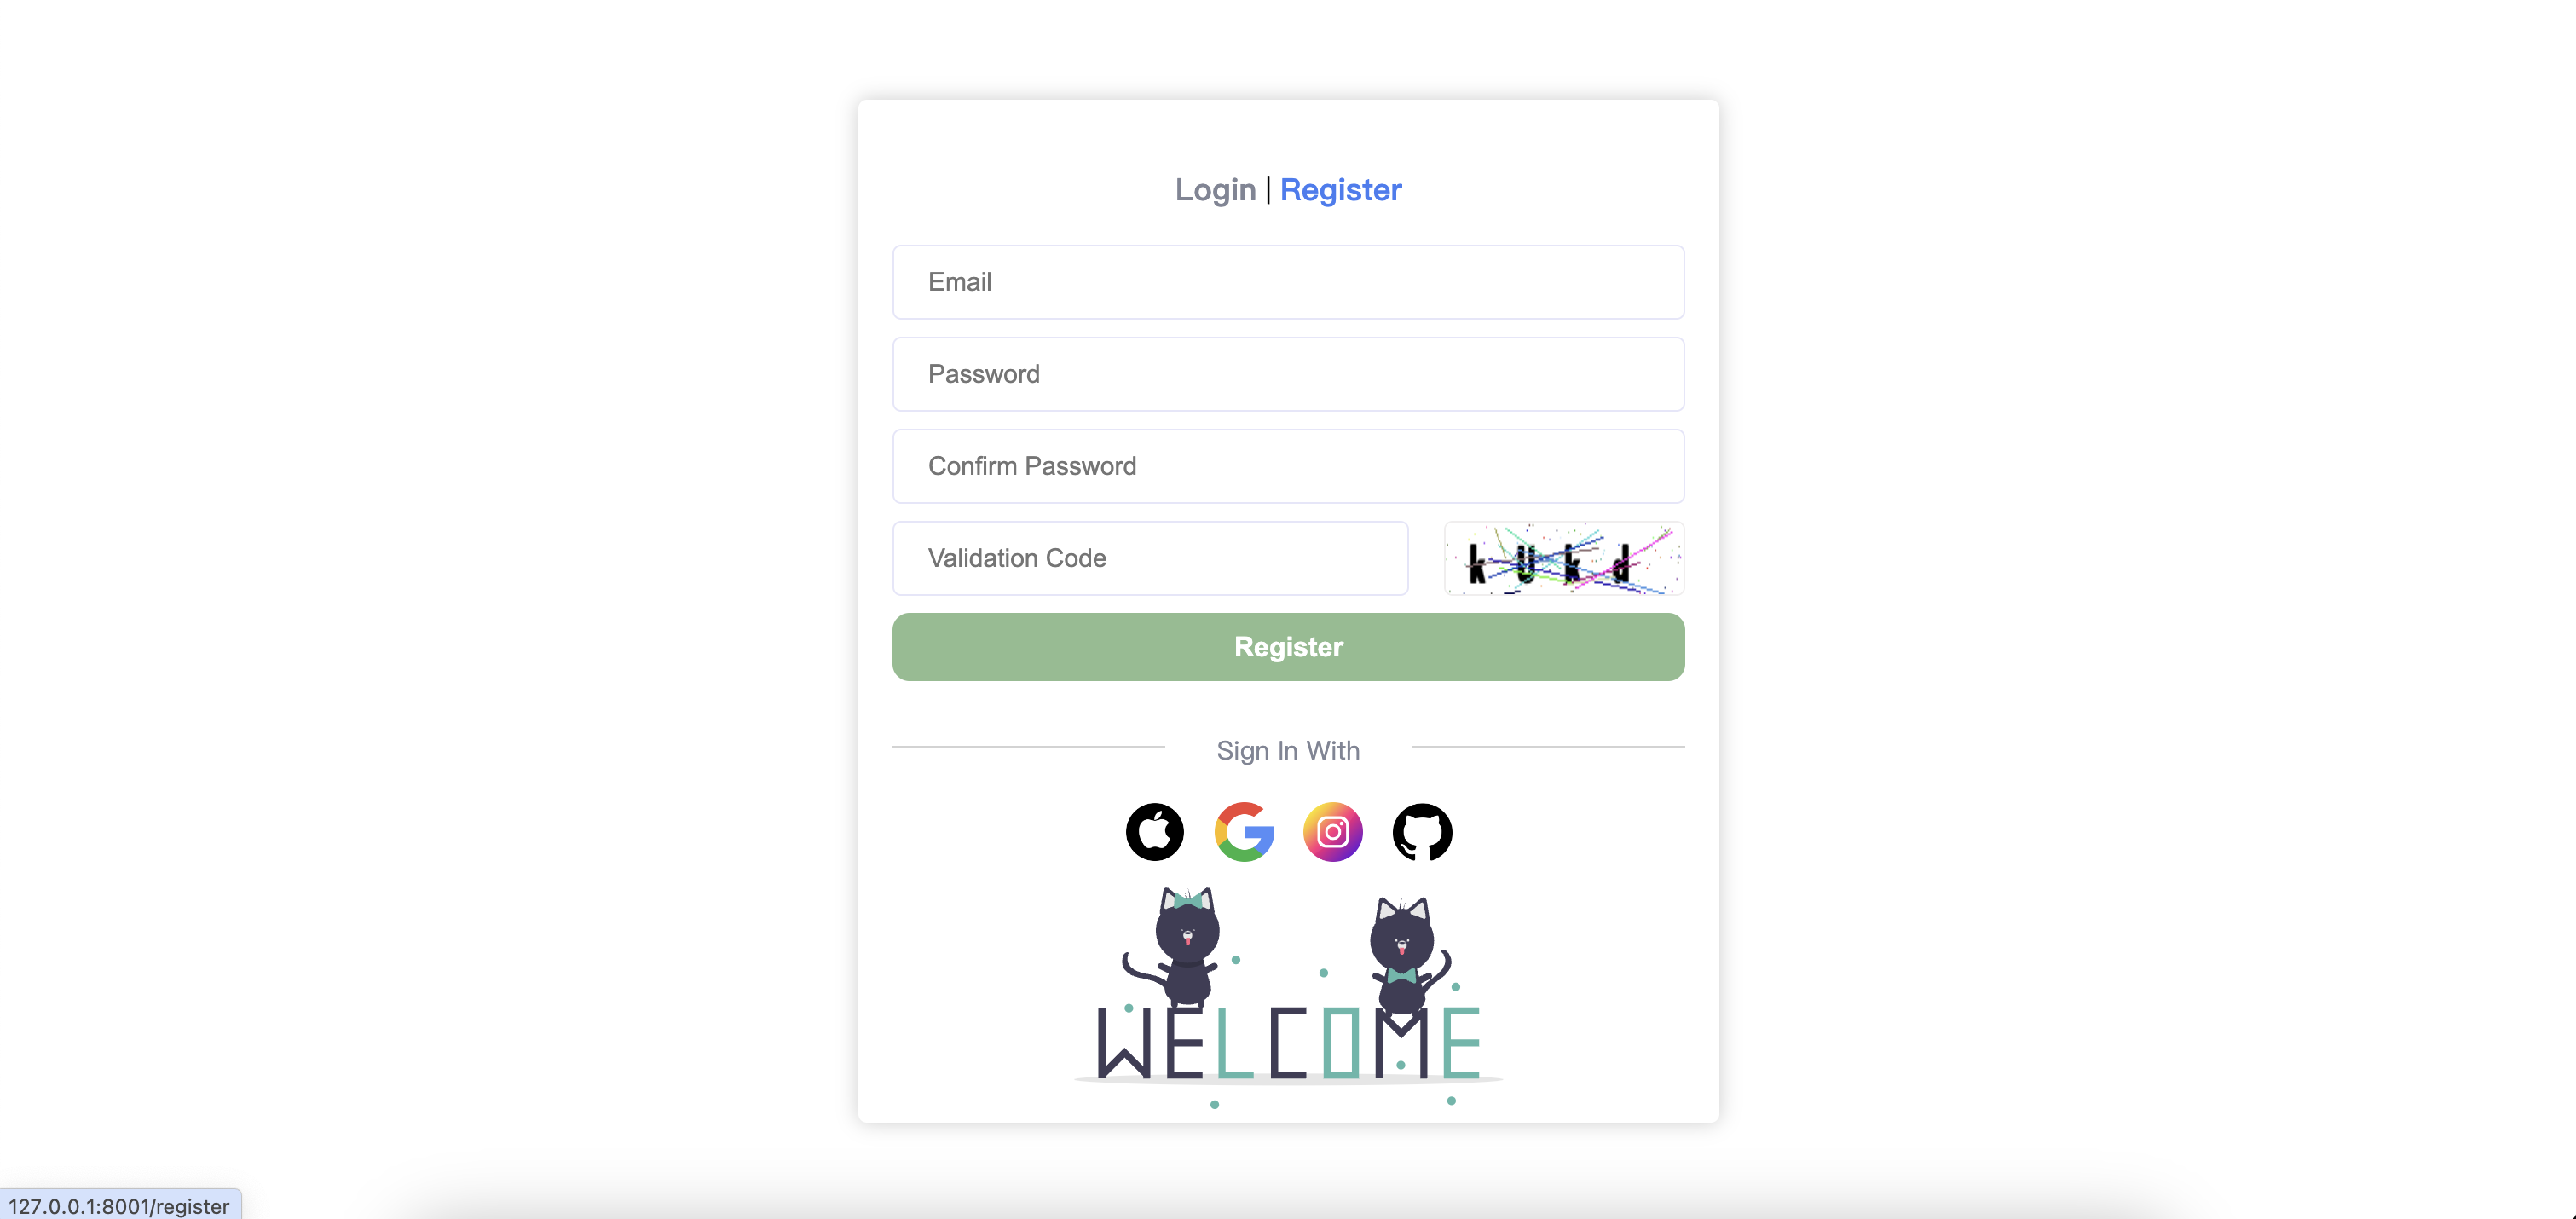 Login | Register
Email
Password
Confirm Password
Validation Code
Register
Sign In With
WELCOME
127.0.0.1:8001/register